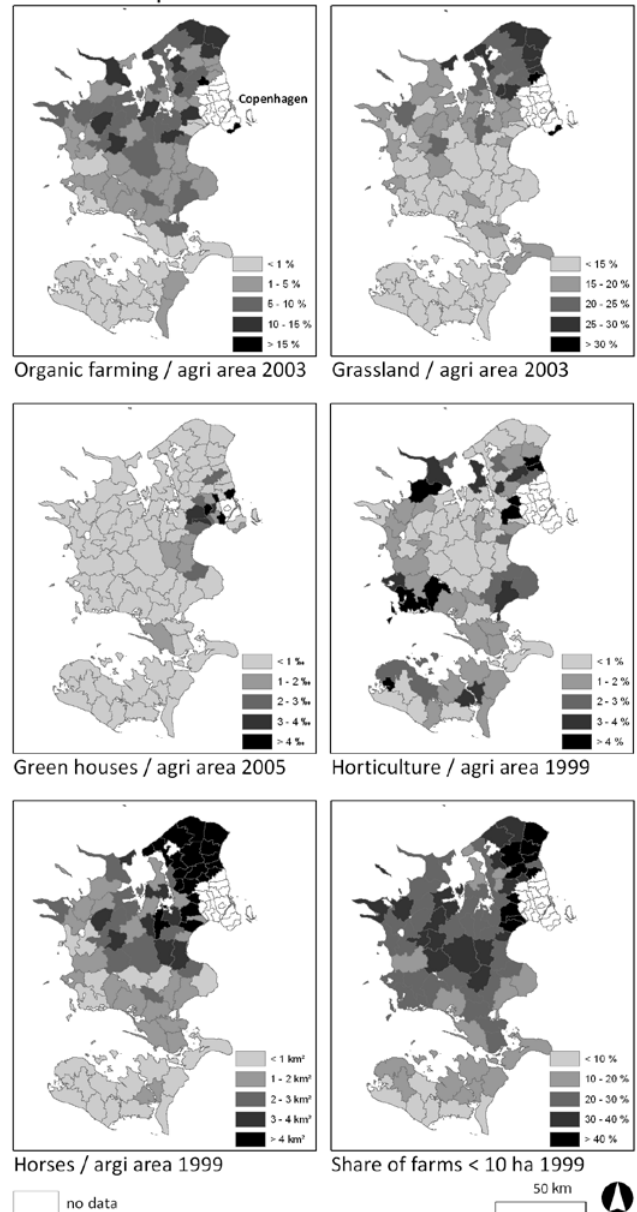 Copenhagen
< 1 %
1 - 5 %
5 - 10 %
10 - 15 %
> 15 %
< 15 %
15 - 20 %
20 - 25 %
25 - 30 %
> 30 %
Organic farming / agri area 2003
Grassland / agri area 2003
< 1 ‰
1 - 2 ‰
2 - 3 ‰
3 - 4 ‰
> 4 ‰
< 1 %
1 - 2 %
2 - 3 %
3 - 4 %
> 4 %
Green houses / agri area 2005
Horticulture / agri area 1999
< 1 km²
1 - 2 km²
2 - 3 km²
3 - 4 km²
> 4 km²
< 10 %
10 - 20 %
20 - 30 %
30 - 40 %
> 40 %
Horses / argi area 1999
Share of farms < 10 ha 1999
no data
50 km